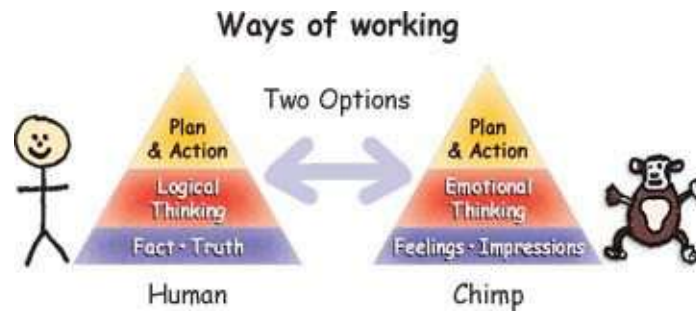 Ways of working
Two Options
Plan
& Action
Logical
Thinking
Fact · Truth
Human
Plan
& Action
Emotional
Thinking
Feelings · Impressions
Chimp